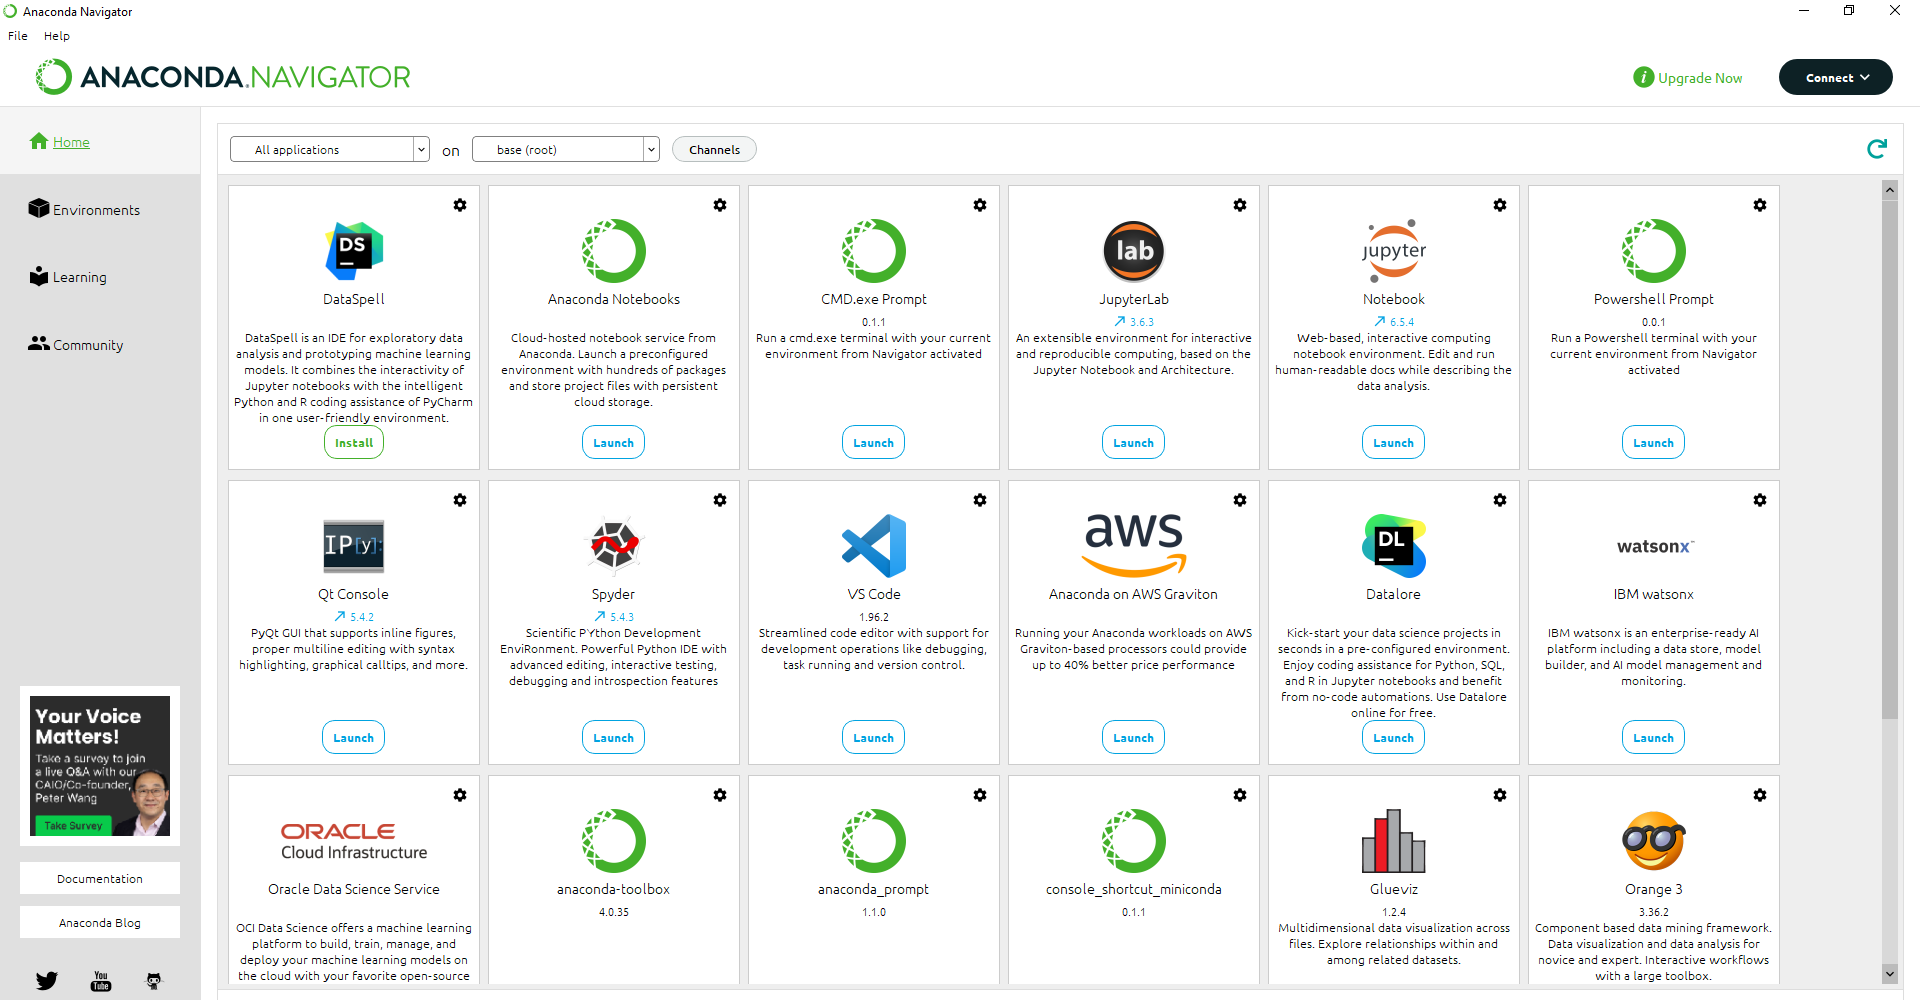 Anaconda Navigator
File Help
ANACONDA.NAVIGATOR
i Upgrade Now
Connect
Home
Environments
Learning
Community
All applications on base (root) Channels
DS
DataSpell
DataSpell is an IDE for exploratory data
analysis and prototyping machine learning
models. It combines the interactivity of
Jupyter notebooks with the intelligent
Python and R coding assistance of PyCharm
in one user-friendly environment.
Install
Anaconda Notebooks
Cloud-hosted notebook service from
Anaconda. Launch a preconfigured
environment with hundreds of packages
and store project files with persistent
cloud storage.
Launch
CMD.exe Prompt
0.1.1
Run a cmd.exe terminal with your current
environment from Navigator activated
Launch
lab
JupyterLab
3.6.3
An extensible environment for interactive
and reproducible computing, based on the
Jupyter Notebook and Architecture.
Launch
jupyter
Notebook
6.5.4
Web-based, interactive computing
notebook environment. Edit and run
human-readable docs while describing the
data analysis.
Launch
Powershell Prompt
0.0.1
Run a Powershell terminal with your
current environment from Navigator
activated
Launch
IP[y]:
Qt Console
5.4.2
PyQt GUI that supports inline figures,
proper multiline editing with syntax
highlighting, graphical calltips, and more.
Launch
Spyder
5.4.3
Scientific PYthon Development
EnviRonment. Powerful Python IDE with
advanced editing, interactive testing,
debugging and introspection features
Launch
VS Code
1.96.2
Streamlined code editor with support for
development operations like debugging,
task running and version control.
Launch
aws
Anaconda on AWS Graviton
Running your Anaconda workloads on AWS
Graviton-based processors could provide
up to 40% better price performance
Launch
DL
Datalore
Kick-start your data science projects in
seconds in a pre-configured environment.
Enjoy coding assistance for Python, SQL,
and R in Jupyter notebooks and benefit
from no-code automations. Use Datalore
online for free.
Launch
watsonx™
IBM watsonx
IBM watsonx is an enterprise-ready AI
platform including a data store, model
builder, and AI model management and
monitoring.
Launch
ORACLE
Cloud Infrastructure
Oracle Data Science Service
OCI Data Science offers a machine learning
platform to build, train, manage, and
deploy your machine learning models on
the cloud with your favorite open-source
anaconda-toolbox
4.0.35
anaconda_prompt
1.1.0
console_shortcut_miniconda
0.1.1
Glueviz
1.2.4
Multidimensional data visualization across
files. Explore relationships within and
among related datasets.
Orange 3
3.36.2
Component based data mining framework.
Data visualization and data analysis for
novice and expert. Interactive workflows
with a large toolbox.
Your Voice
Matters!
Take a survey to join
a live Q&A with our
CAIO/Co-founder,
Peter Wang
Take Survey
Documentation
Anaconda Blog
You
Tube